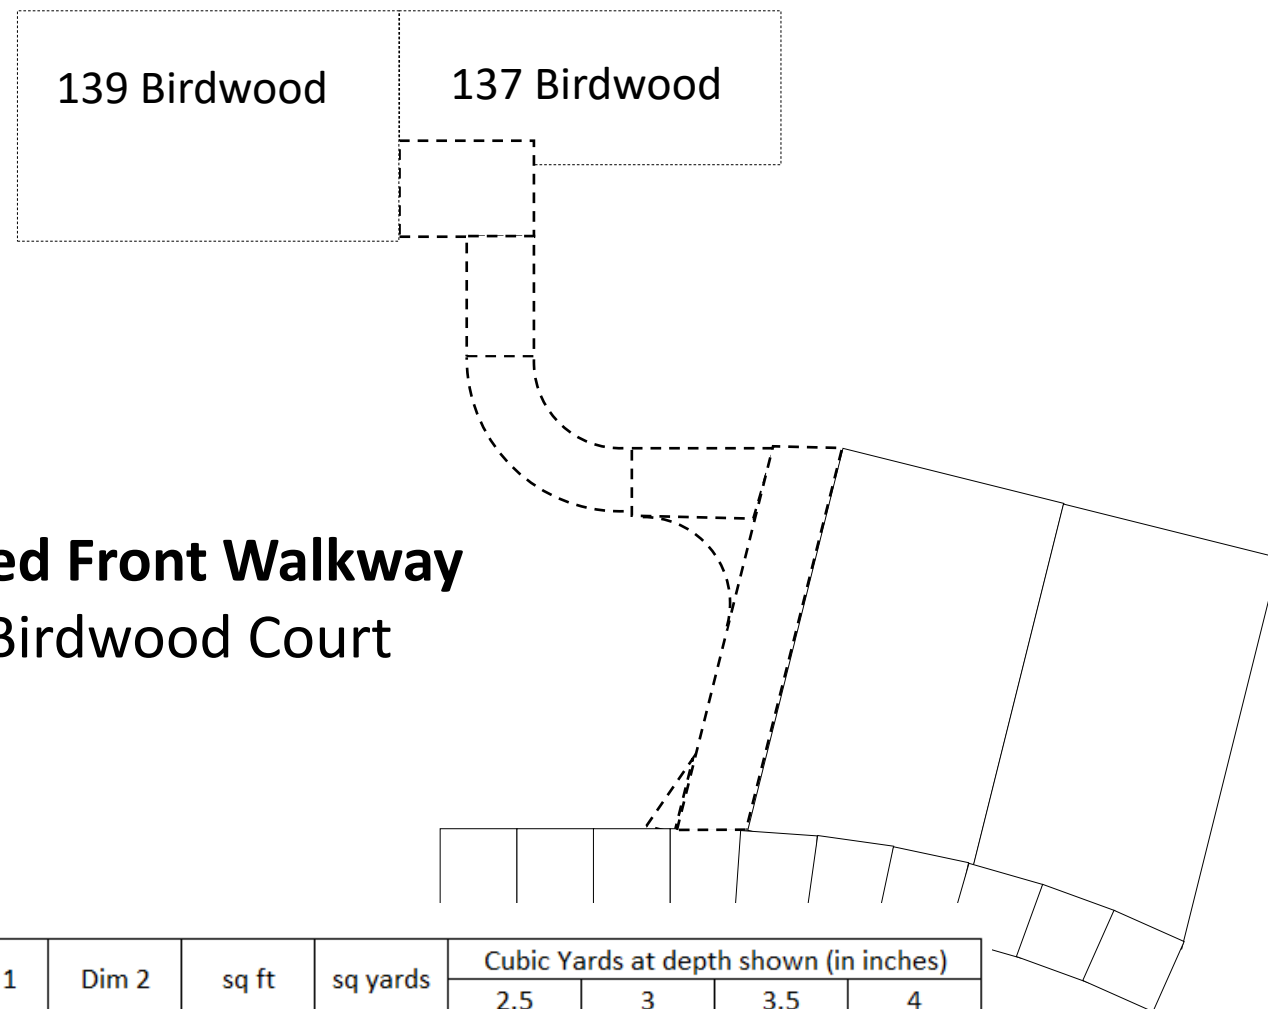 139 Birdwood
137 Birdwood
ed Front Walkway
Birdwood Court
1 Dim 2 sq ft sq yards Cubic Yards at depth shown (in inches)
2.5 3 3.5 4